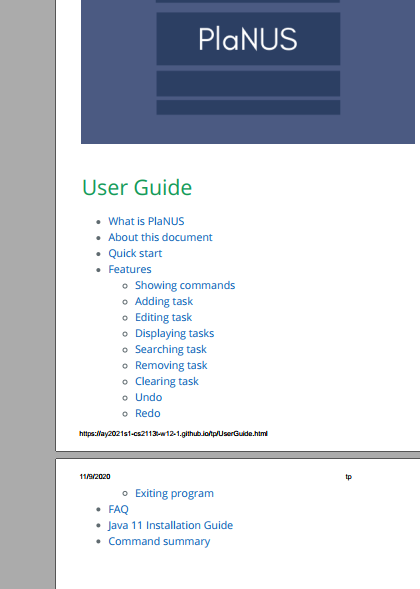 PlaNUS
User Guide
What is PlaNUS
About this document
Quick start
Features
Showing commands
Adding task
Editing task
Displaying tasks
Searching task
Removing task
Clearing task
Undo
Redo
https://ay2021s1-cs2113t-w12-1.github.io/tp/UserGuide.html
11/9/2020 tp
Exiting program
FAQ
Java 11 Installation Guide
Command summary